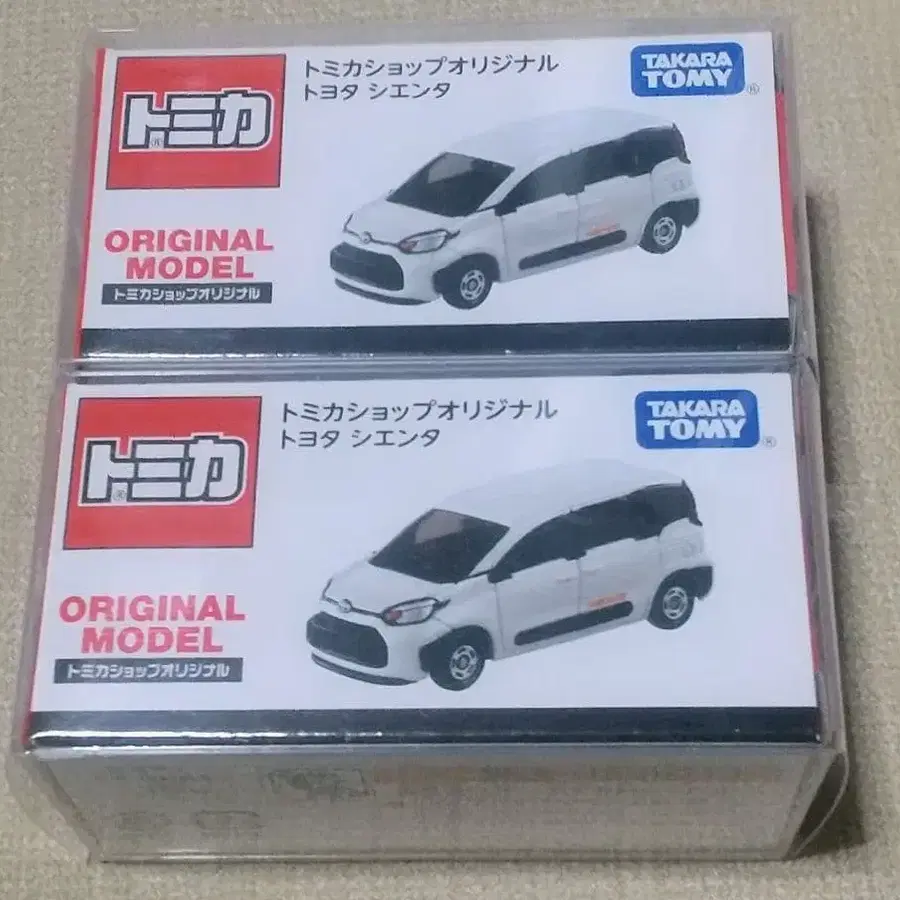 トミカショップオリジナル
トヨタ シエンタ
TAKARA
TOMY®
トミカ®
ORIGINAL
MODEL
トミカショップオリジナル
トミカショップオリジナル
トヨタ シエンタ
TAKARA
TOMY®
トミカ®
ORIGINAL
MODEL
トミカショップオリジナル